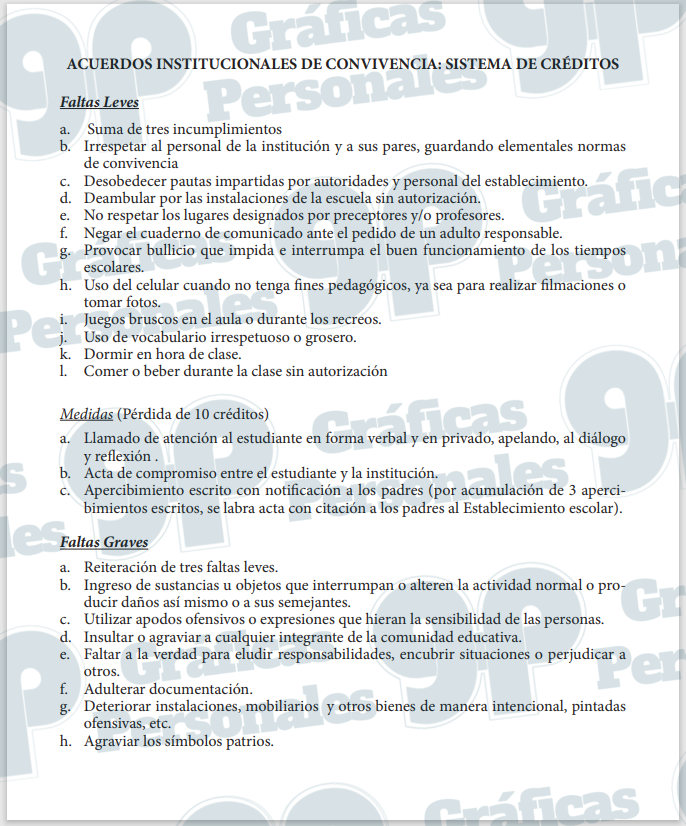 ACUERDOS INSTITUCIONALES DE CONVIVENCIA: SISTEMA DE CRÉDITOS
Faltas Leves
a. Suma de tres incumplimientos
b. Irrespetar al personal de la institución y a sus pares, guardando elementales normas
de convivencia
c. Desobedecer pautas impartidas por autoridades y personal del establecimiento.
d. Deambular por las instalaciones de la escuela sin autorización.
e. No respetar los lugares designados por preceptores y/o profesores.
f. Negar el cuaderno de comunicado ante el pedido de un adulto responsable.
g. Provocar bullicio que impida e interrumpa el buen funcionamiento de los tiempos
escolares.
h. Uso del celular cuando no tenga fines pedagógicos, ya sea para realizar filmaciones o
tomar fotos.
i. Juegos bruscos en el aula o durante los recreos.
j. Uso de vocabulario irrespetuoso o grosero.
k. Dormir en hora de clase.
l. Comer o beber durante la clase sin autorización
Medidas (Pérdida de 10 créditos)
a. Llamado de atención al estudiante en forma verbal y en privado, apelando, al diálogo
y reflexión .
b. Acta de compromiso entre el estudiante y la institución.
c. Apercibimiento escrito con notificación a los padres (por acumulación de 3 aperci-
bimientos escritos, se labra acta con citación a los padres al Establecimiento escolar).
Faltas Graves
a. Reiteración de tres faltas leves.
b. Ingreso de sustancias u objetos que interrumpan o alteren la actividad normal o pro-
ducir daños así mismo o a sus semejantes.
c. Utilizar apodos ofensivos o expresiones que hieran la sensibilidad de las personas.
d. Insultar o agraviar a cualquier integrante de la comunidad educativa.
e. Faltar a la verdad para eludir responsabilidades, encubrir situaciones o perjudicar a
otros.
f. Adulterar documentación.
g. Deteriorar instalaciones, mobiliarios y otros bienes de manera intencional, pintadas
ofensivas, etc.
h. Agraviar los símbolos patrios.
gp Gráficas Personales